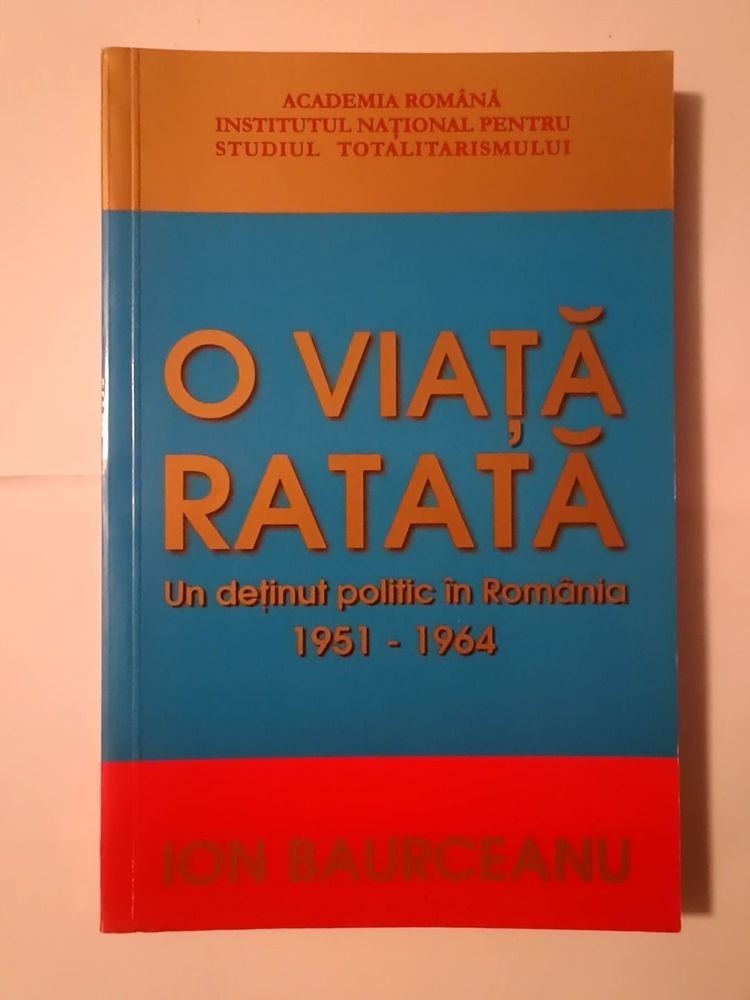 ACADEMIA ROMÂNĂ
INSTITUTUL NAȚIONAL PENTRU
STUDIUL TOTALITARISMULUI
O VIAȚĂ
RATATĂ
Un deținut politic în România
1951 - 1964
ION BAURCEANU